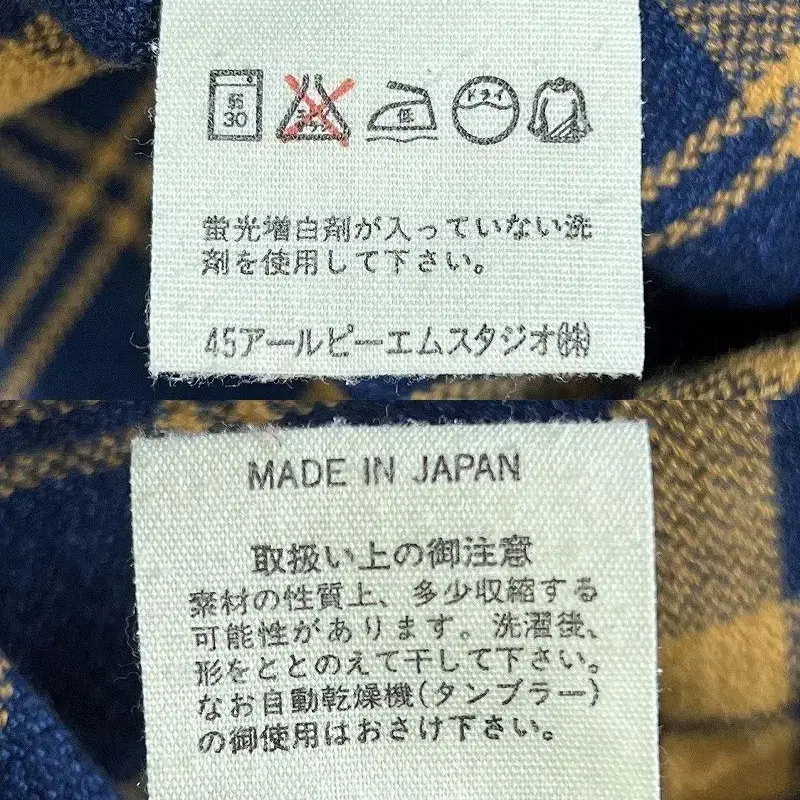 弱
30
エンソ
サラシ
低
ドライ
蛍光増白剤が入っていない洗
剤を使用して下さい。
45アールピーエムスタジオ㈱
MADE IN JAPAN
取扱い上の御注意
素材の性質上、多少収縮する
可能性があります。洗濯後、
形をととのえて干して下さい。
なお自動乾燥機(タンブラー)
の御使用はおさけ下さい。